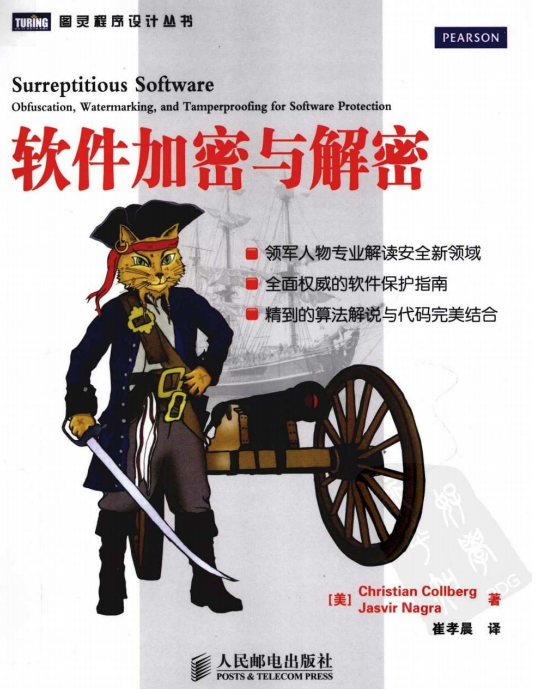 TURING 图灵程序设计丛书
PEARSON
Surreptitious Software
Obfuscation, Watermarking, and Tamperproofing for Software Protection
软件加密与解密
领军人物专业解读安全新领域
全面权威的软件保护指南
精到的算法解说与代码完美结合
[美] Christian Collberg
Jasvir Nagra 著
崔孝晨 译
人民邮电出版社
POSTS & TELECOM PRESS